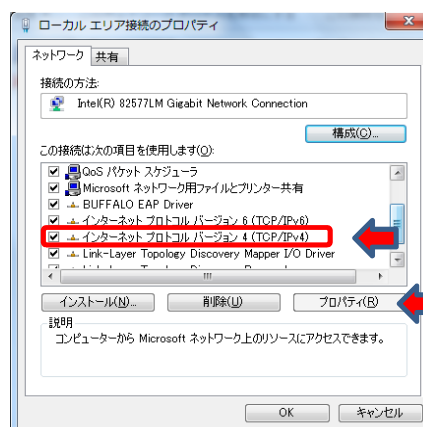 ローカル エリア接続のプロパティ
ネットワーク 共有
接続の方法:
Intel(R) 82577LM Gigabit Network Connection
構成(C)...
この接続は次の項目を使用します(O):
QoS パケット スケジューラ
Microsoft ネットワーク用ファイルとプリンター共有
BUFFALO EAP Driver
インターネット プロトコル バージョン 6 (TCP/IPv6)
インターネット プロトコル バージョン 4 (TCP/IPv4)
Link-Layer Topology Discovery Mapper I/O Driver
インストール(N)... 削除(U) プロパティ(R)
説明
コンピューターから Microsoft ネットワーク上のリソースにアクセスできます。
OK キャンセル